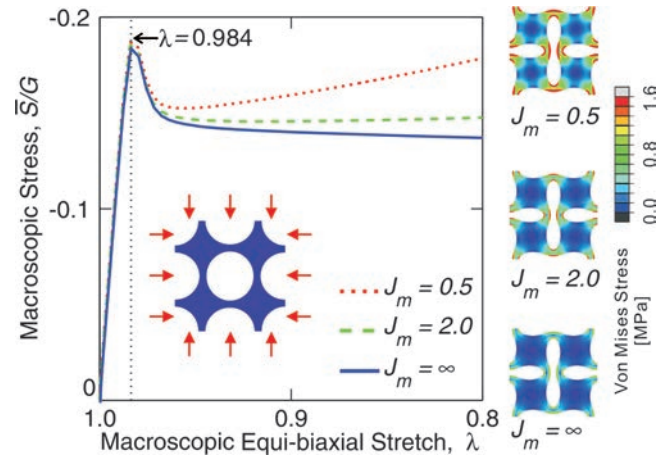 -0.2
λ = 0.984
Macroscopic Stress, S̅/G
-0.1
0
J_m = 0.5
J_m = 2.0
J_m = ∞
1.0
0.9
0.8
Macroscopic Equi-biaxial Stretch, λ
J_m = 0.5
J_m = 2.0
J_m = ∞
1.6
0.8
0.0
Von Mises Stress
[MPa]